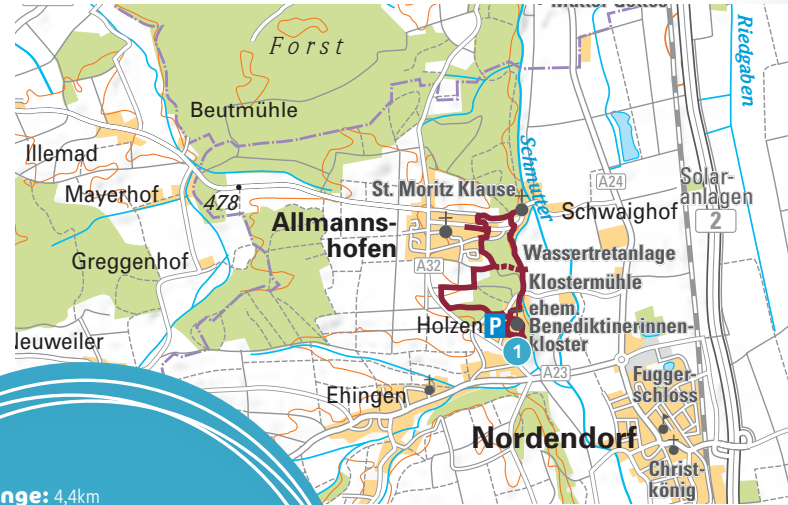 Forst
Riedgaben
Beutmühle
Schmutter
Illemad
Mayerhof
478
St. Moritz Klause
A24
Solar-
anlagen
2
Allmanns-
hofen
Schwaighof
Greggenhof
A32
Wassertretanlage
Klostermühle
ehem.
Benediktinerinnen-
kloster
Holzen
P
1
Neuweiler
A23
Ehingen
Fugger-
schloss
Nordendorf
Christ-
könig
nge: 4,4km